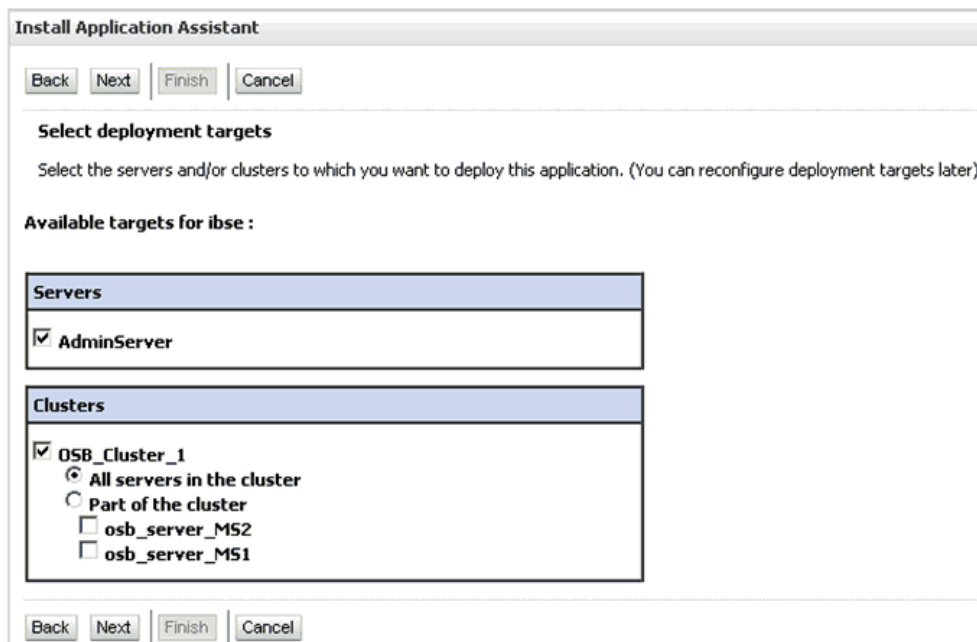 Install Application Assistant
Back Next Finish Cancel
Select deployment targets
Select the servers and/or clusters to which you want to deploy this application. (You can reconfigure deployment targets later)
Available targets for ibse :
Servers
AdminServer
Clusters
OSB_Cluster_1
All servers in the cluster
Part of the cluster
osb_server_MS2
osb_server_MS1
Back Next Finish Cancel